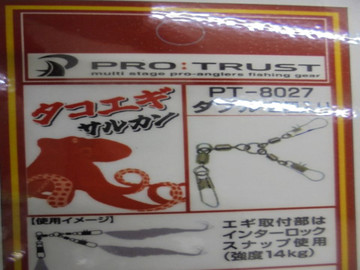 PRO:TRUST
multi stage pro-anglers fishing gear
タコエギ
サルカン
PT-8027
【使用イメージ】
エギ取付部は
インターロック
スナップ使用
(強度14kg)